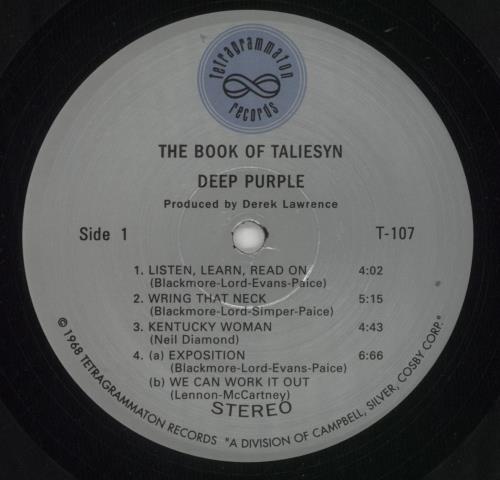 tetragrammaton
records
THE BOOK OF TALIESYN
DEEP PURPLE
Produced by Derek Lawrence
Side 1
T-107
1. LISTEN, LEARN, READ ON 4:02
(Blackmore-Lord-Evans-Paice)
2. WRING THAT NECK 5:15
(Blackmore-Lord-Simper-Paice)
3. KENTUCKY WOMAN 4:43
(Neil Diamond)
4. (a) EXPOSITION 6:66
(Blackmore-Lord-Evans-Paice)
(b) WE CAN WORK IT OUT
(Lennon-McCartney)
STEREO
© 1968 TETRAGRAMMATON RECORDS "A DIVISION OF CAMPBELL, SILVER, COSBY CORP."